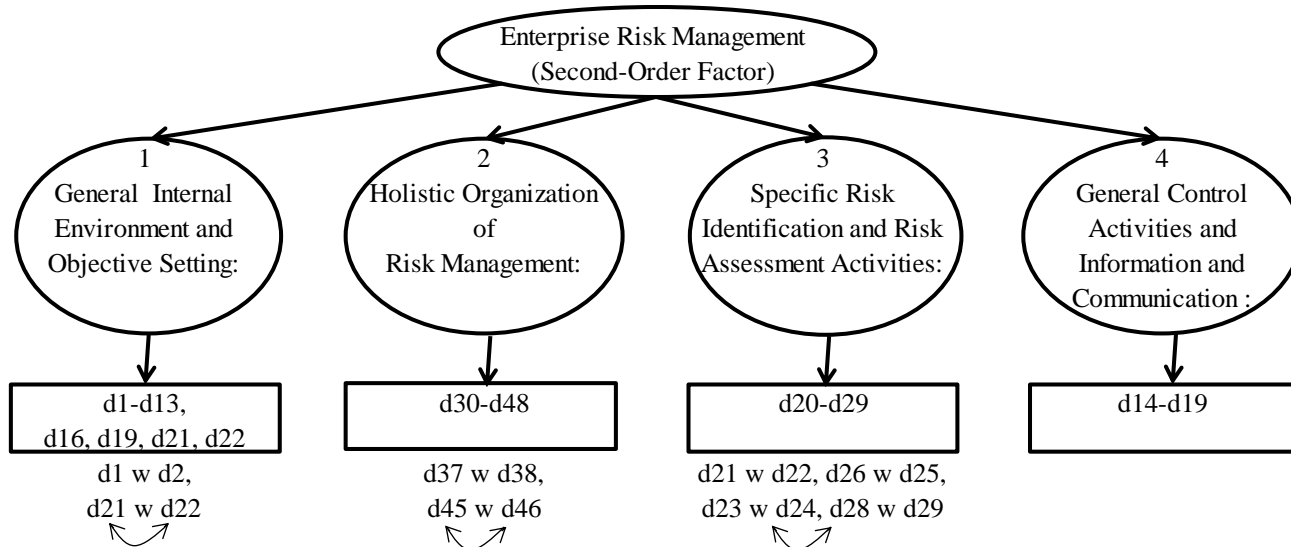 Enterprise Risk Management
(Second-Order Factor)
1
General Internal
Environment and
Objective Setting:
2
Holistic Organization
of
Risk Management:
3
Specific Risk
Identification and Risk
Assessment Activities:
4
General Control
Activities and
Information and
Communication :
d1-d13,
d16, d19, d21, d22
d30-d48
d20-d29
d14-d19
d1 w d2,
d21 w d22
d37 w d38,
d45 w d46
d21 w d22, d26 w d25,
d23 w d24, d28 w d29